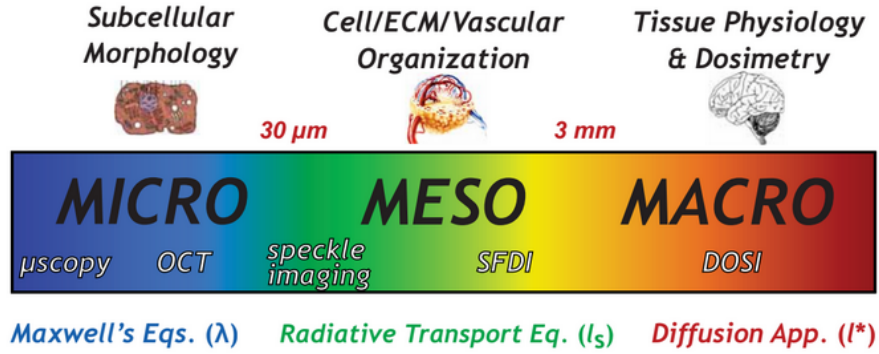 Subcellular
Morphology
Cell/ECM/Vascular
Organization
Tissue Physiology
& Dosimetry
30 μm
3 mm
MICRO
MESO
MACRO
μscopy
OCT
speckle
imaging
SFDI
DOSI
Maxwell's Eqs. (λ)
Radiative Transport Eq. (lₛ)
Diffusion App. (l*)